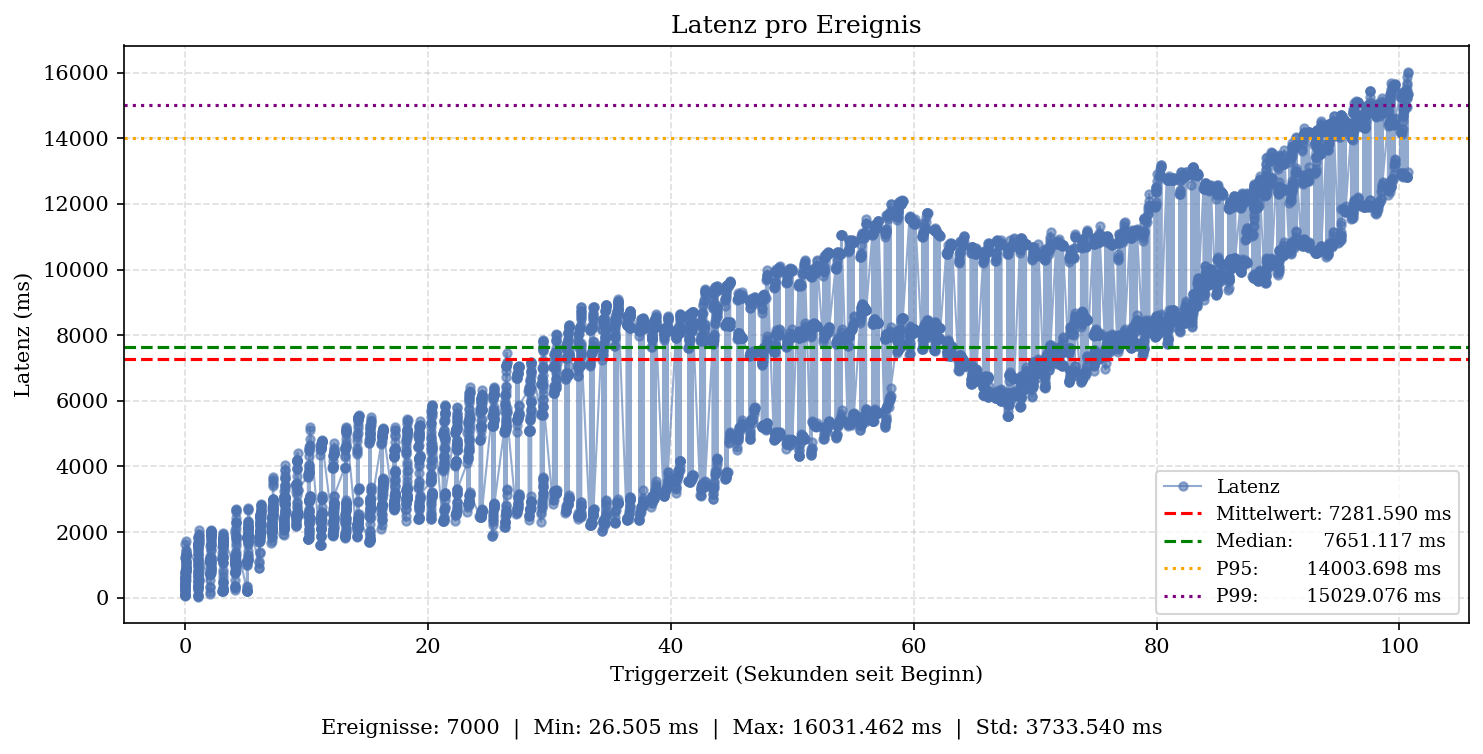 Latenz pro Ereignis
Latenz (ms)
16000
14000
12000
10000
8000
6000
4000
2000
0
Latenz
Mittelwert: 7281.590 ms
Median: 7651.117 ms
P95: 14003.698 ms
P99: 15029.076 ms
0 20 40 60 80 100
Triggerzeit (Sekunden seit Beginn)
Ereignisse: 7000 | Min: 26.505 ms | Max: 16031.462 ms | Std: 3733.540 ms